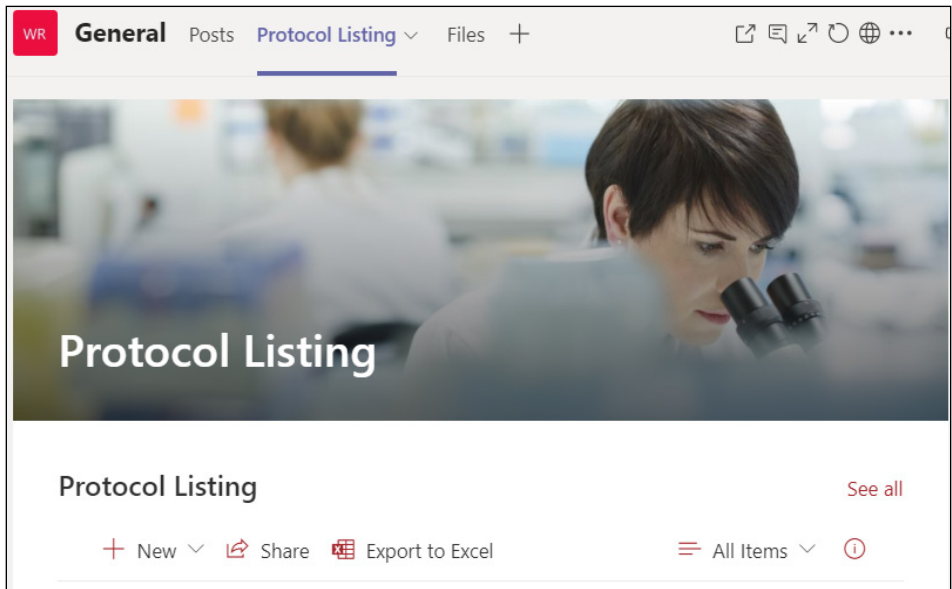 WR General Posts Protocol Listing Files
Protocol Listing
Protocol Listing See all
New Share Export to Excel All Items